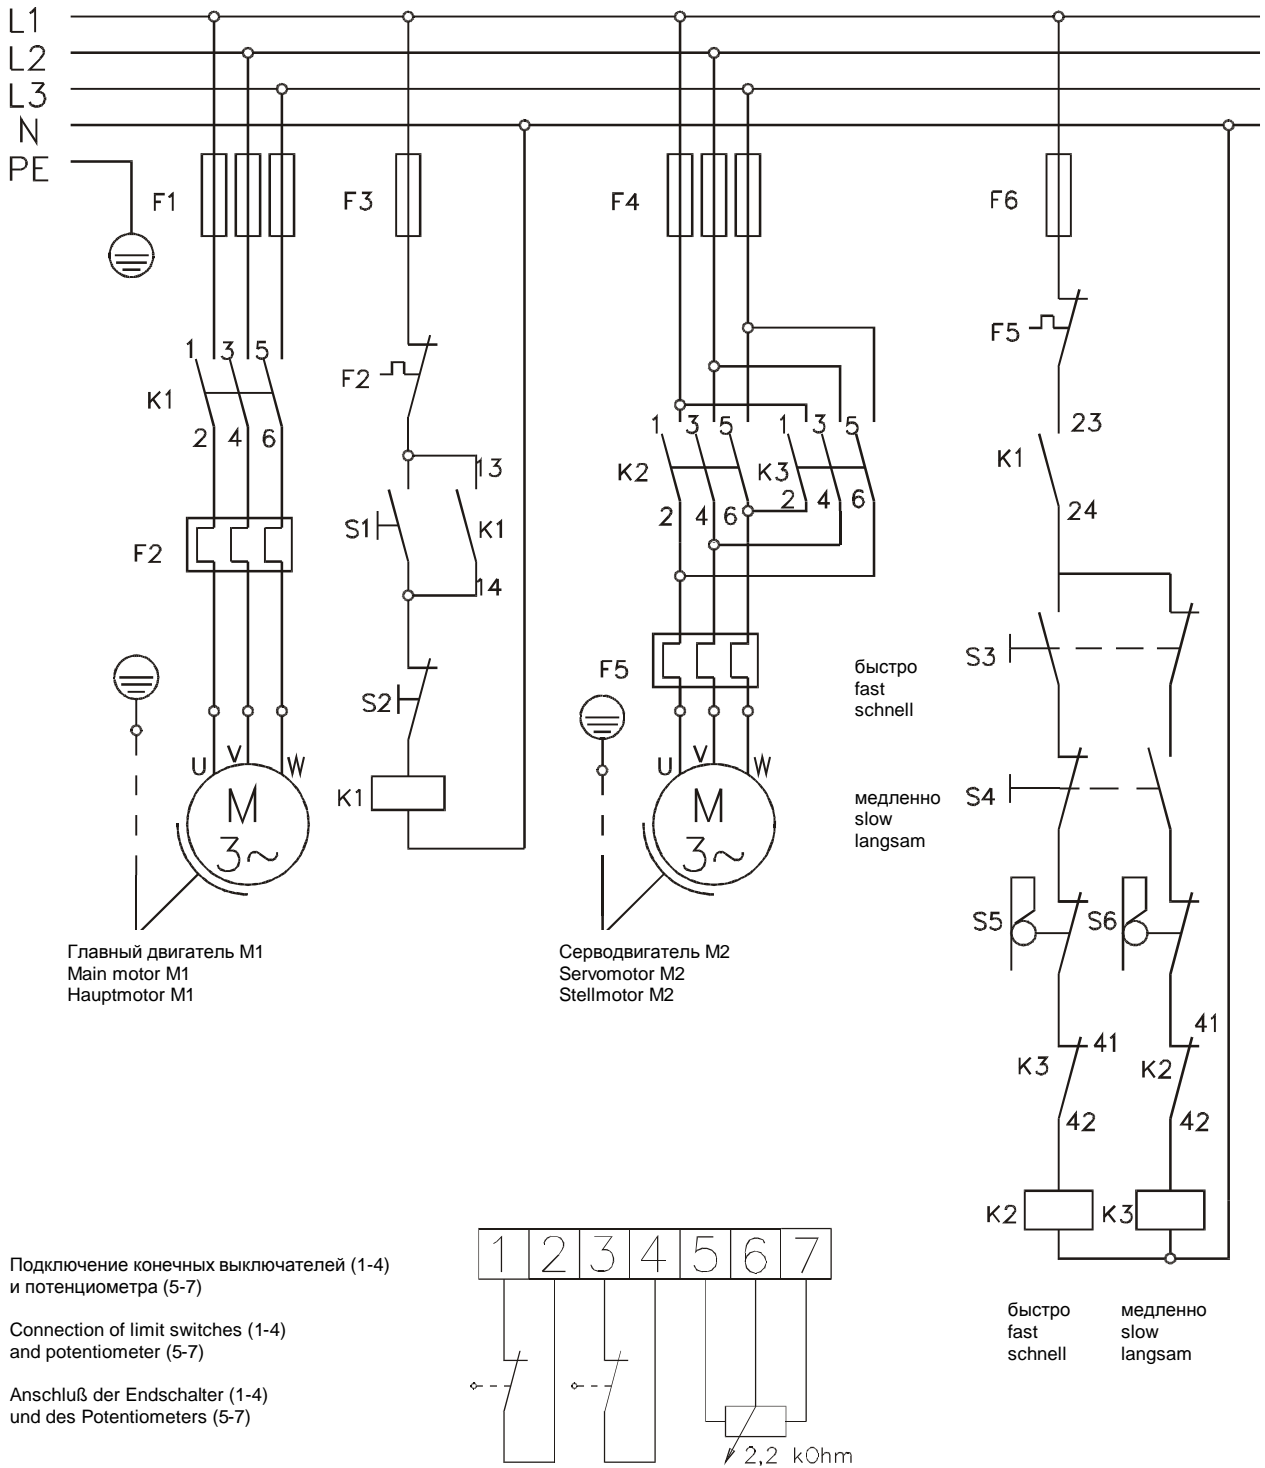 L1
L2
L3
N
PE
F1
F3
F4
F6
1 3 5
K1
2 4 6
F2
F2
13
S1
K1
14
S2
K1
U V W
M
3~
Главный двигатель M1
Main motor M1
Hauptmotor M1
1 3 5
K2
2 4 6
1 3 5
K3
2 4 6
F5
U V W
M
3~
Серводвигатель M2
Servomotor M2
Stellmotor M2
F5
23
K1
24
быстро
fast
schnell
S3
медленно
slow
langsam
S4
S5
S6
41
K3
42
41
K2
42
K2
K3
быстро
fast
schnell
медленно
slow
langsam
Подключение конечных выключателей (1-4)
и потенциометра (5-7)
Connection of limit switches (1-4)
and potentiometer (5-7)
Anschluß der Endschalter (1-4)
und des Potentiometers (5-7)
1 2 3 4 5 6 7
2,2 kOhm